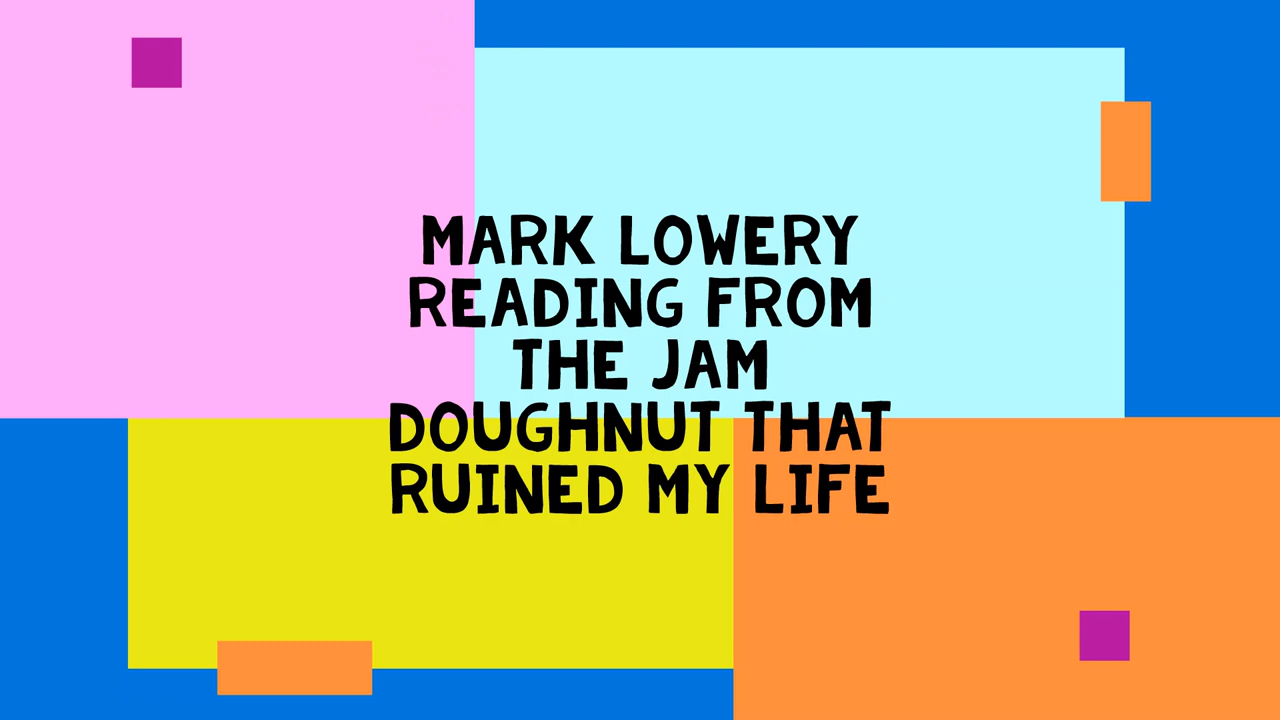 MARK LOWERY
READING FROM
THE JAM
DOUGHNUT THAT
RUINED MY LIFE